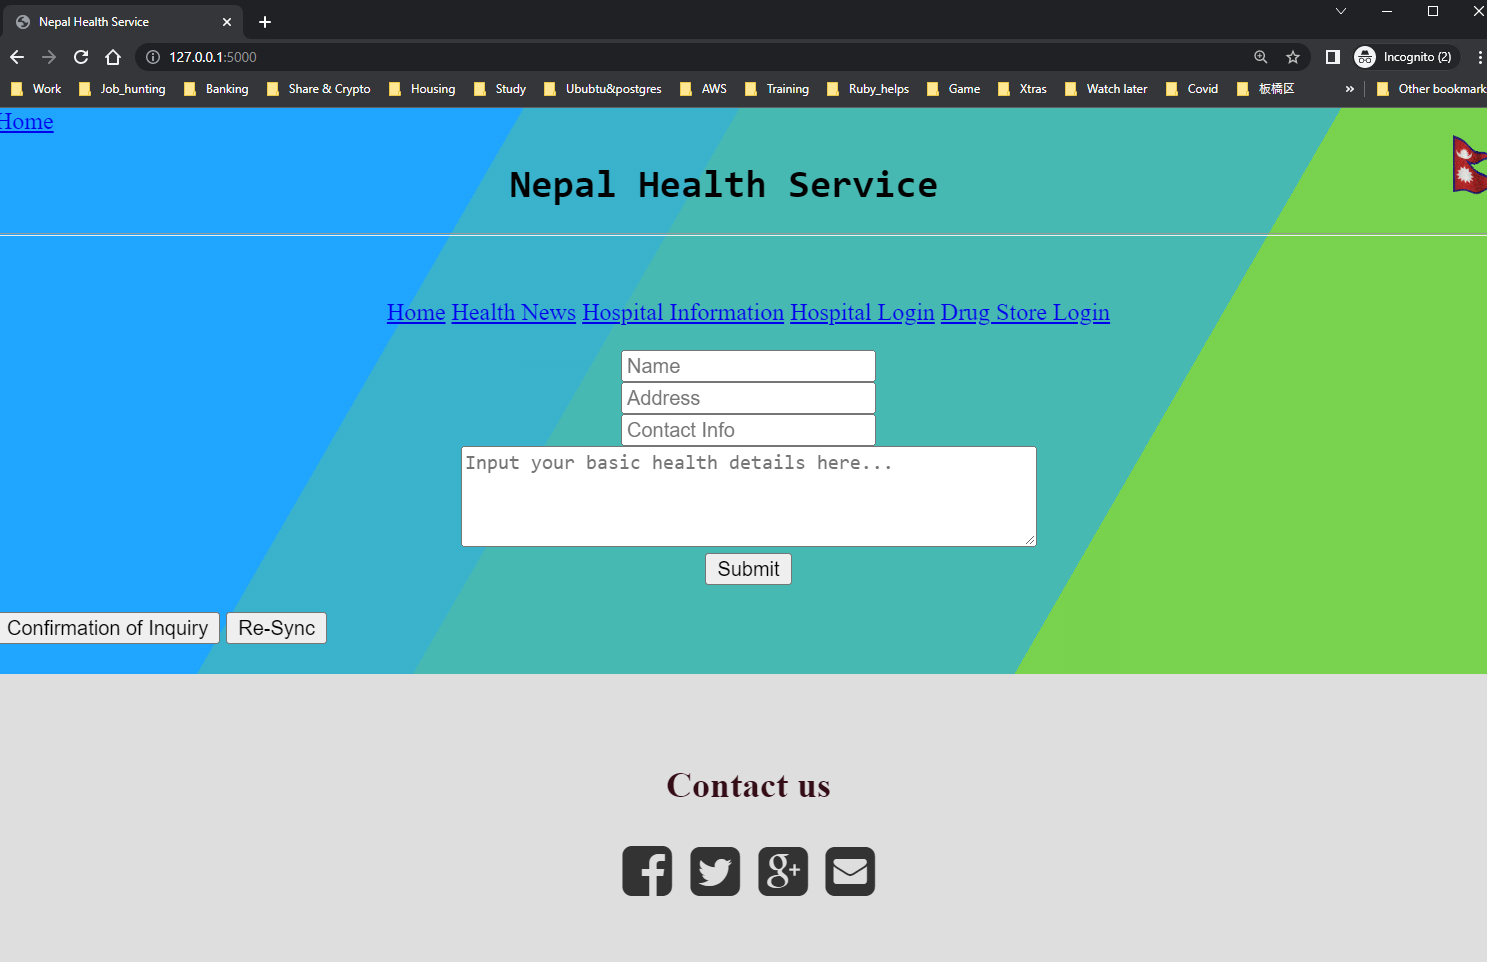 Nepal Health Service
127.0.0.1:5000
Incognito (2)
Work Job_hunting Banking Share & Crypto Housing Study Ububtu&postgres AWS Training Ruby_helps Game Xtras Watch later Covid 板橋区 » Other bookmark
Home
Nepal Health Service
Home Health News Hospital Information Hospital Login Drug Store Login
Name
Address
Contact Info
Input your basic health details here...
Submit
Confirmation of Inquiry Re-Sync
Contact us